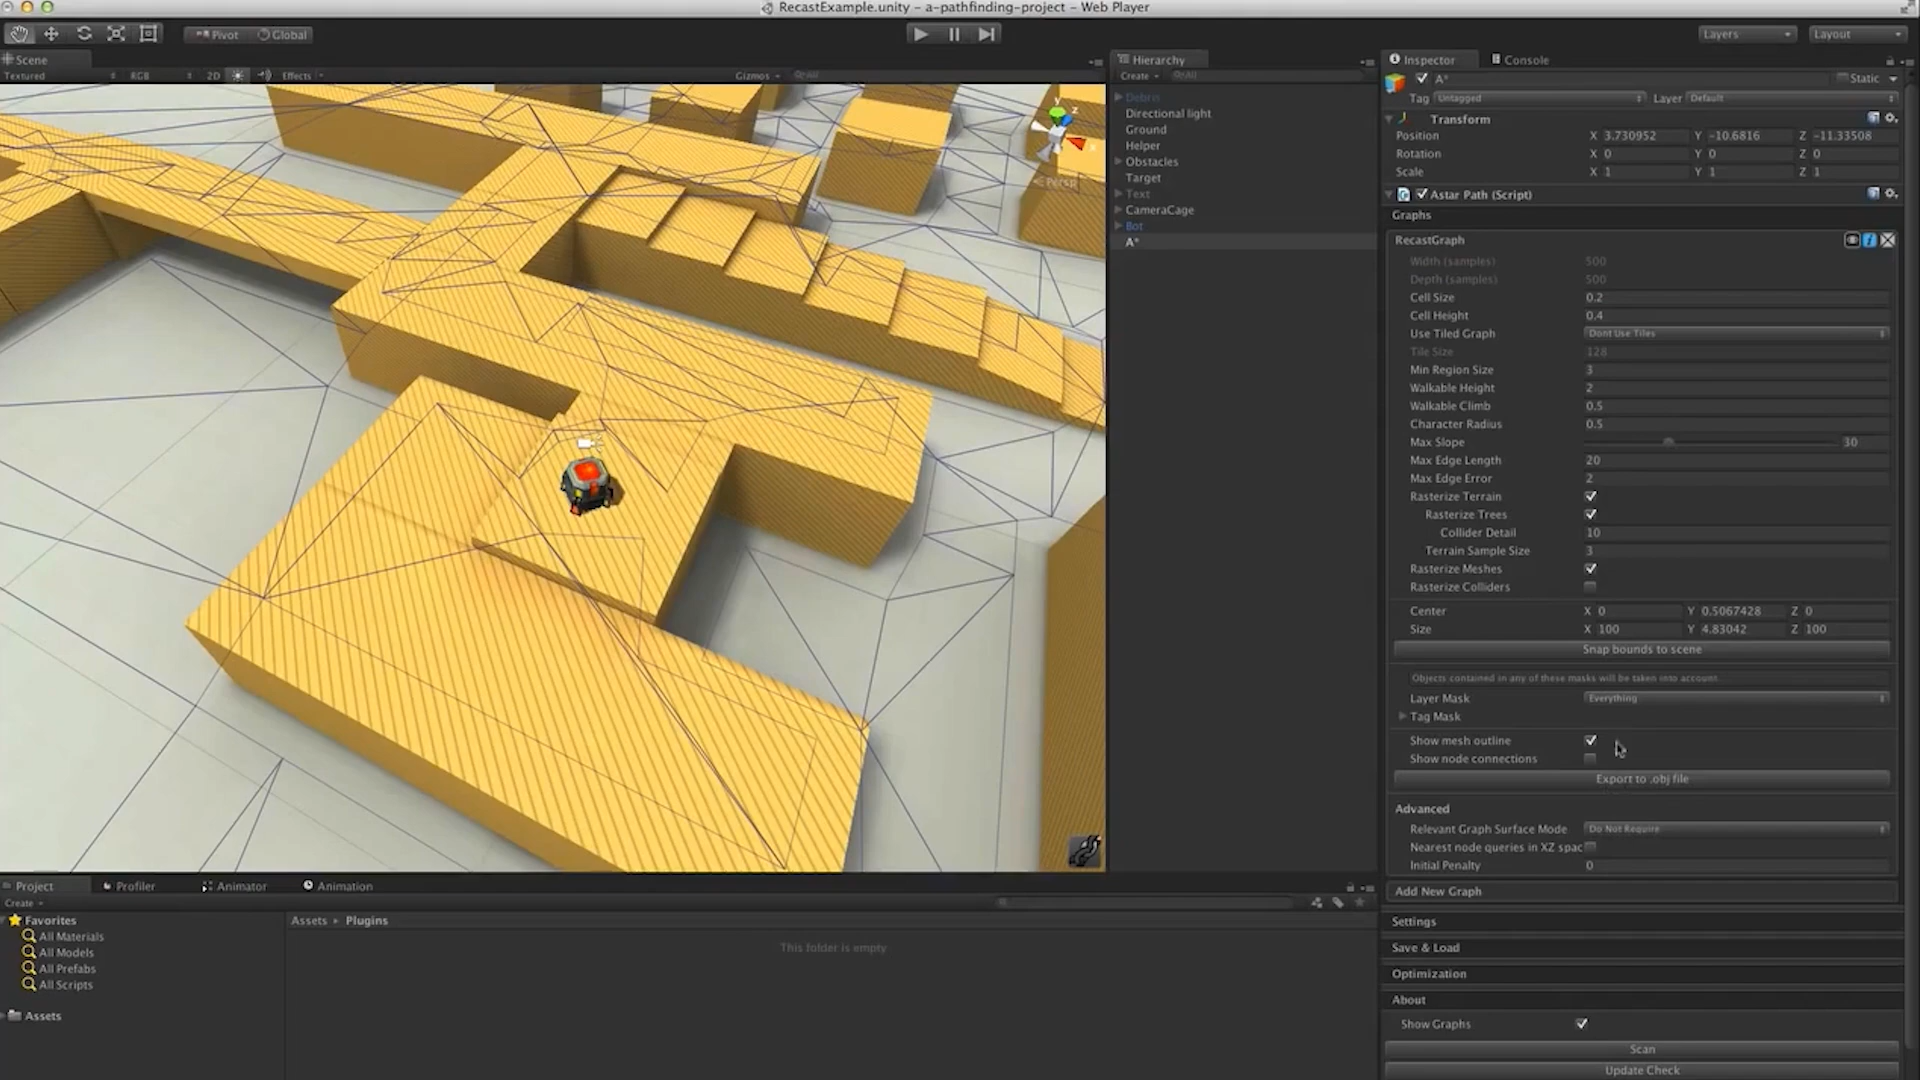 RecastExample.unity – a-pathfinding-project – Web Player
Pivot Global Layers Layout
Scene
Textured RGB 2D Effects Gizmos All
y z x
Persp
Hierarchy
Create All
Debris
Directional light
Ground
Helper
Obstacles
Target
Text
CameraCage
Bot
A*
Inspector Console
A* Static
Tag Untagged Layer Default
Transform
Position X 3.730952 Y -10.6816 Z -11.33508
Rotation X 0 Y 0 Z 0
Scale X 1 Y 1 Z 1
Astar Path (Script)
Graphs
RecastGraph
Width (samples) 500
Depth (samples) 500
Cell Size 0.2
Cell Height 0.4
Use Tiled Graph Dont Use Tiles
Tile Size 128
Min Region Size 3
Walkable Height 2
Walkable Climb 0.5
Character Radius 0.5
Max Slope 30
Max Edge Length 20
Max Edge Error 2
Rasterize Terrain
Rasterize Trees
Collider Detail 10
Terrain Sample Size 3
Rasterize Meshes
Rasterize Colliders
Center X 0 Y 0.5067428 Z 0
Size X 100 Y 4.83042 Z 100
Snap bounds to scene
Objects contained in any of these masks will be taken into account
Layer Mask Everything
Tag Mask
Show mesh outline
Show node connections
Export to .obj file
Advanced
Relevant Graph Surface Mode Do Not Require
Nearest node queries in XZ spac
Initial Penalty 0
Add New Graph
Settings
Save & Load
Optimization
About
Show Graphs
Scan
Update Check
Project Profiler Animator Animation
Create
Favorites
All Materials
All Models
All Prefabs
All Scripts
Assets
Assets Plugins
This folder is empty